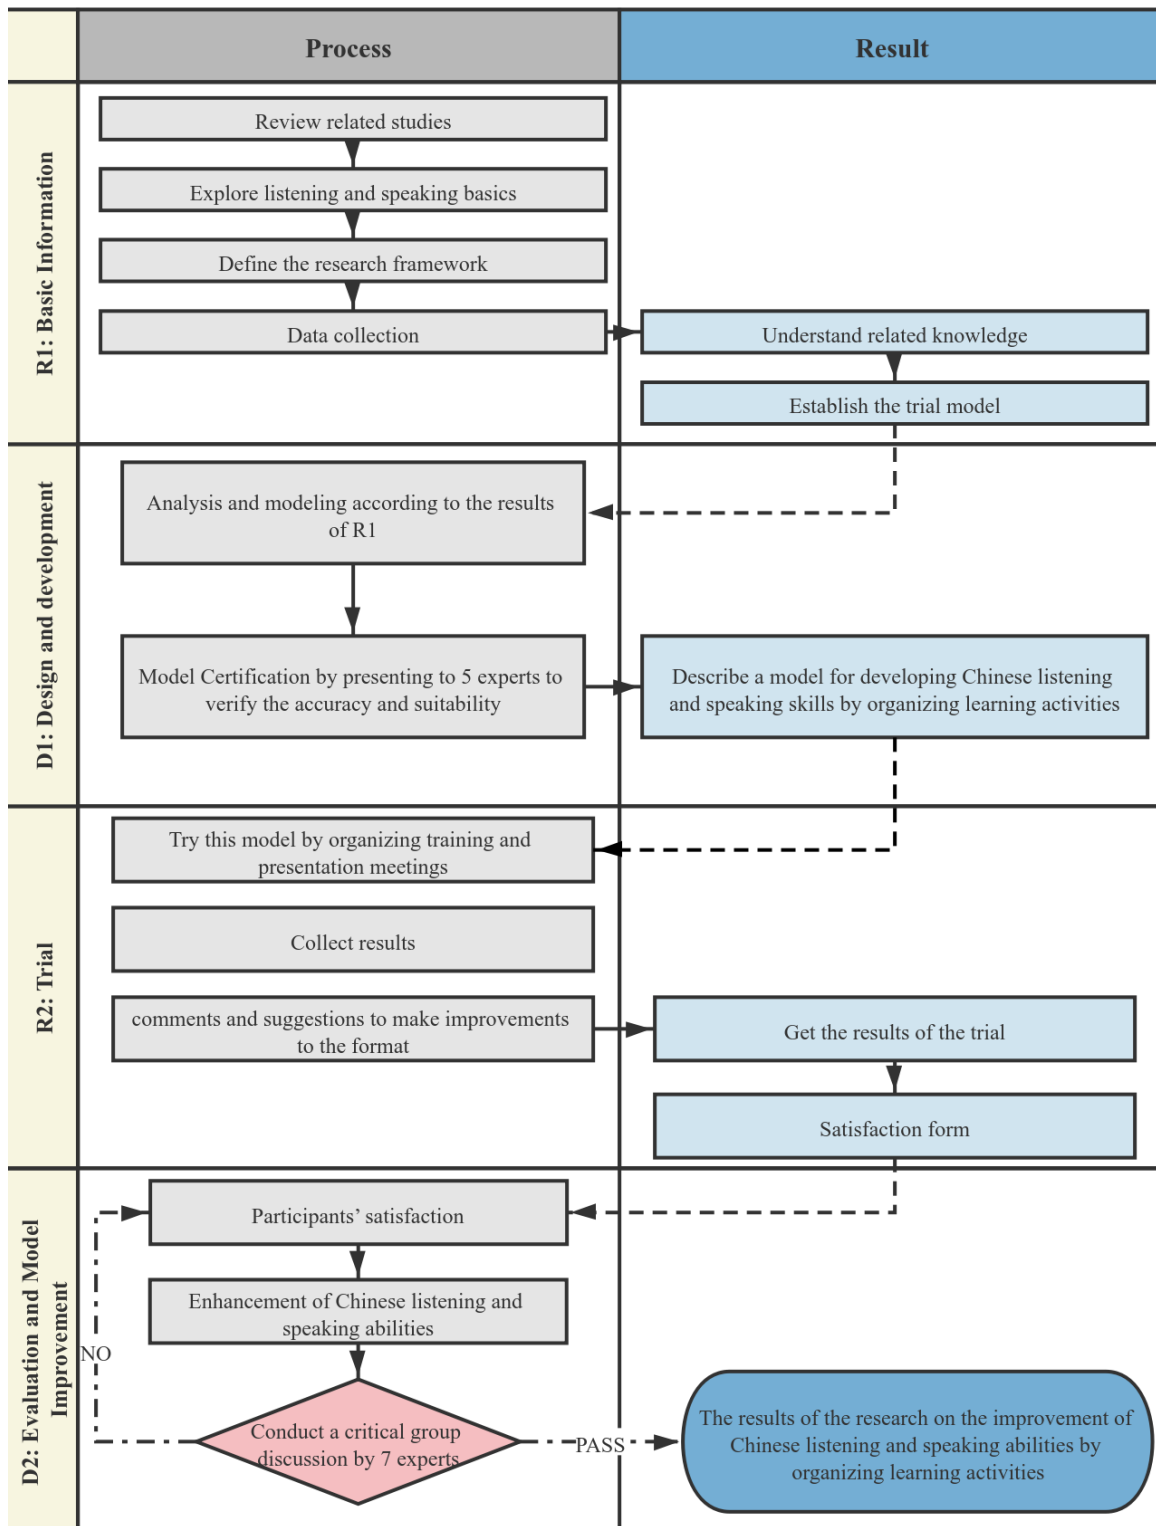 Process
Result
R1: Basic Information
Review related studies
Explore listening and speaking basics
Define the research framework
Data collection
Understand related knowledge
Establish the trial model
D1: Design and development
Analysis and modeling according to the results
of R1
Model Certification by presenting to 5 experts to
verify the accuracy and suitability
Describe a model for developing Chinese listening
and speaking skills by organizing learning activities
R2: Trial
Try this model by organizing training and
presentation meetings
Collect results
comments and suggestions to make improvements
to the format
Get the results of the trial
Satisfaction form
D2: Evaluation and Model
Improvement
Participants’ satisfaction
Enhancement of Chinese listening and
speaking abilities
NO
Conduct a critical group
discussion by 7 experts
PASS
The results of the research on the improvement of
Chinese listening and speaking abilities by
organizing learning activities